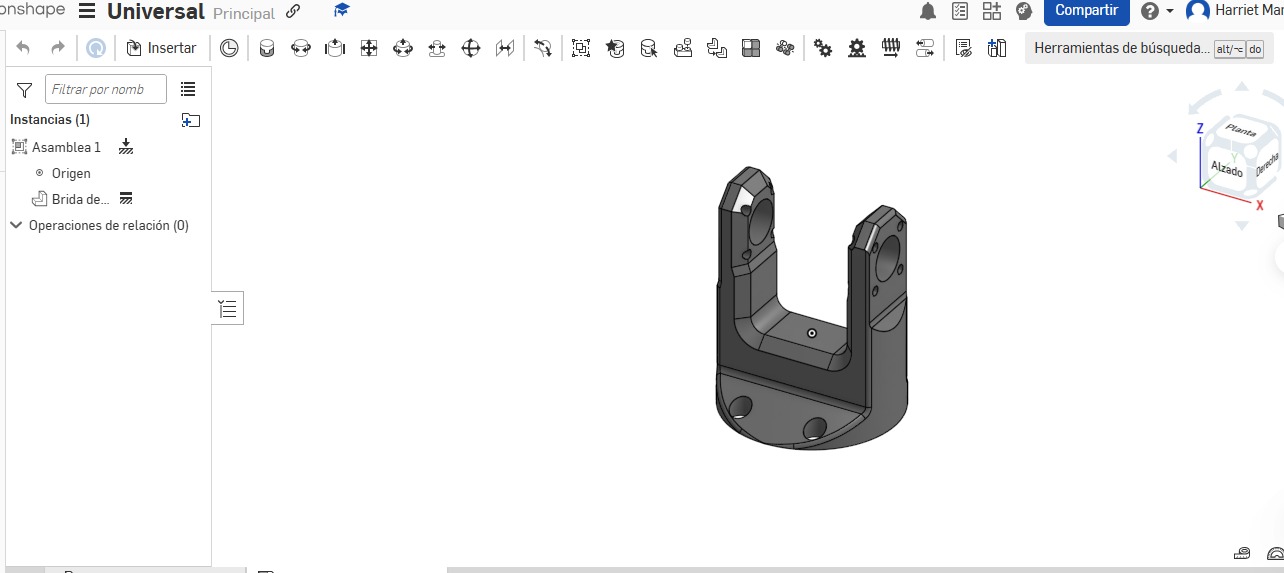 onshape Universal Principal Compartir Harriet Mar
Insertar Herramientas de búsqueda... alt/⌥ do
Filtrar por nomb
Instancias (1)
Asamblea 1
Origen
Brida de...
Operaciones de relación (0)
Planta
Z
Y
Alzado
Derecha
X